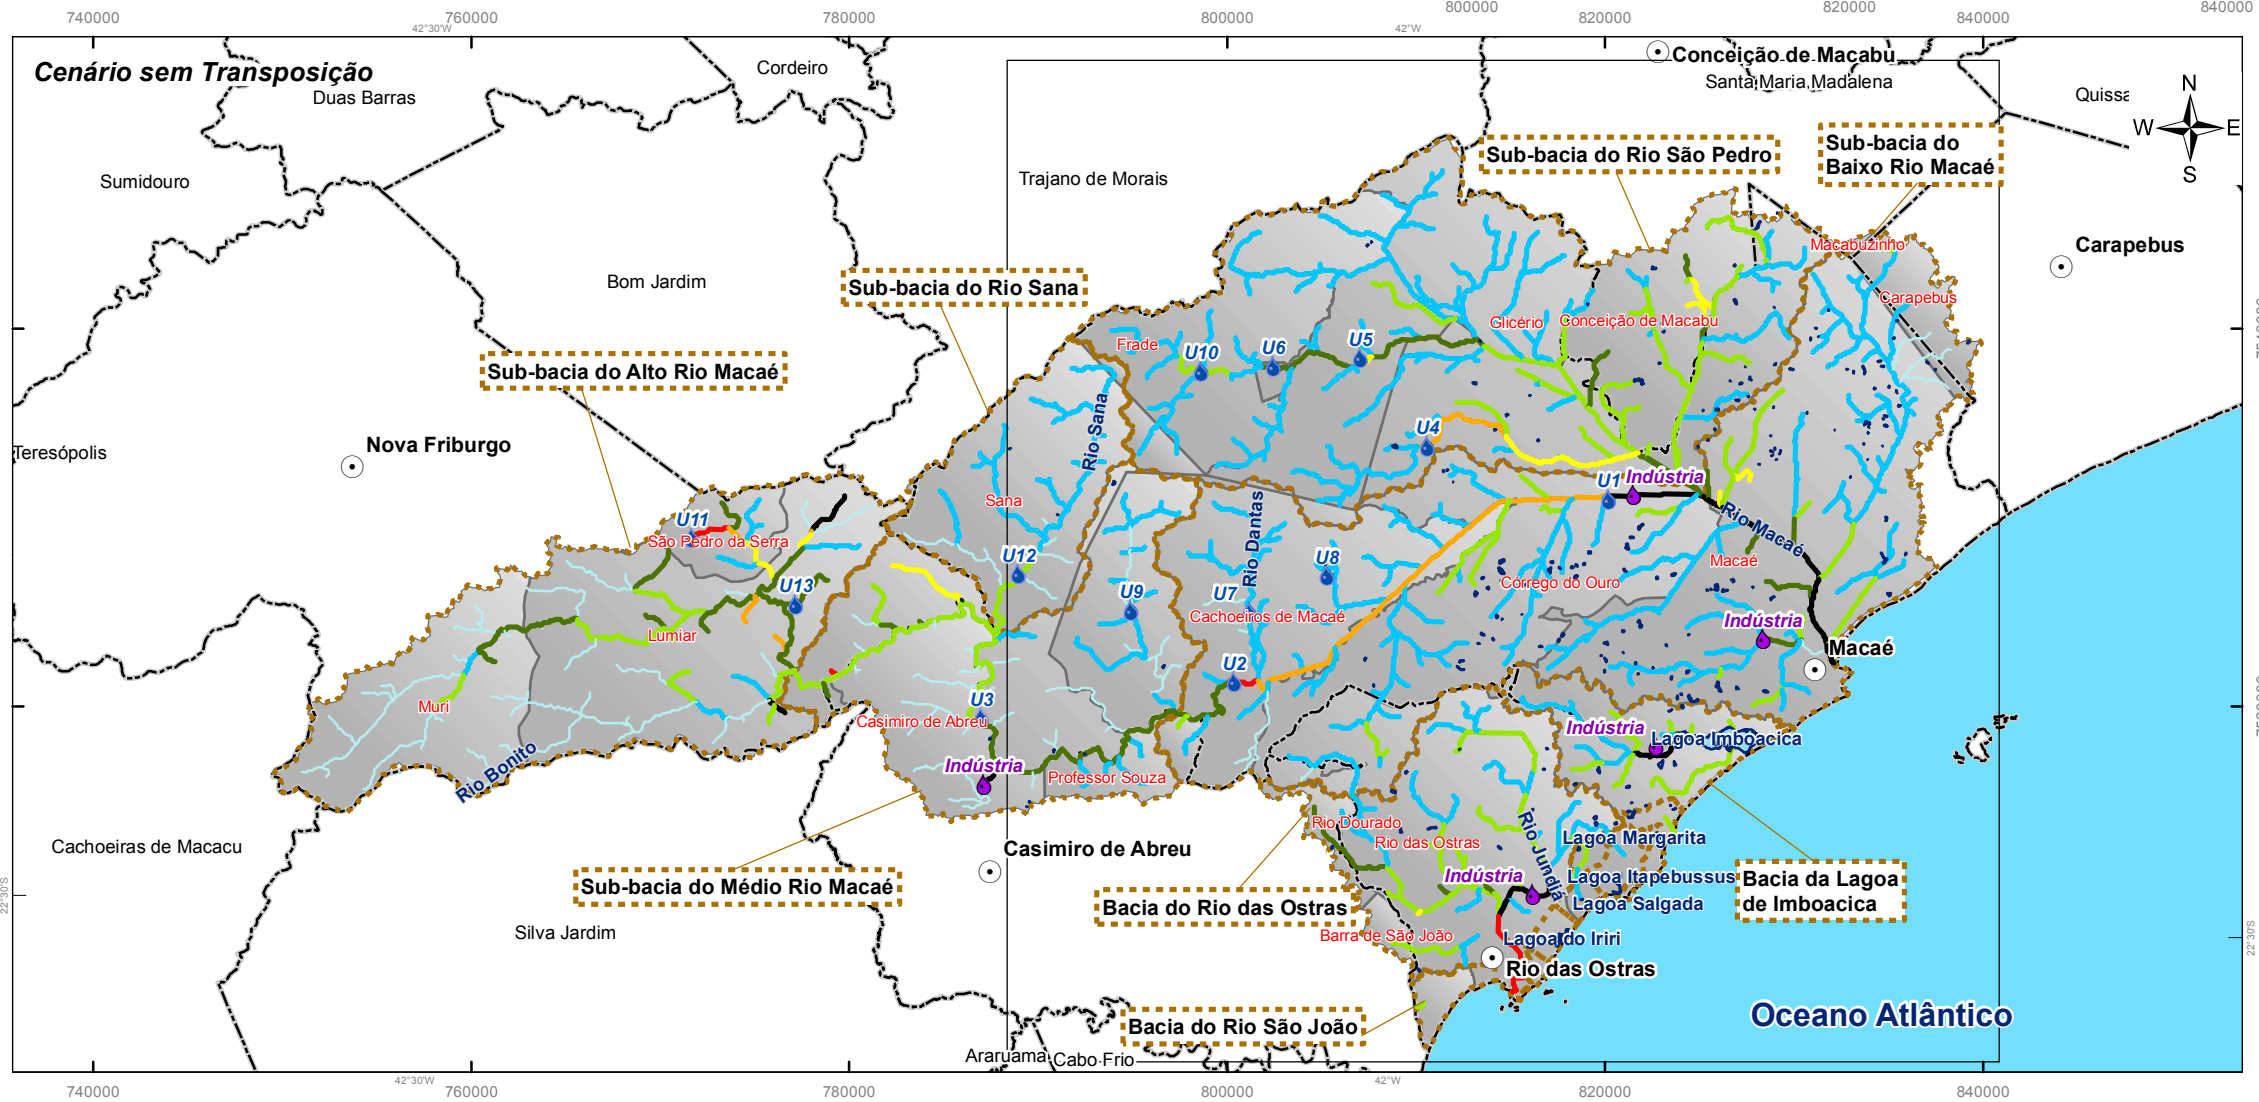 740000
760000
780000
800000
800000
820000
820000
840000
840000
42°30'W
42°W
Cenário sem Transposição
Conceição de Macabu
Santa Maria Madalena
Cordeiro
Duas Barras
Quissa
N
W
E
S
Sumidouro
Trajano de Morais
Sub-bacia do Rio São Pedro
Sub-bacia do
Baixo Rio Macaé
Macabuzinho
Carapebus
Bom Jardim
Sub-bacia do Rio Sana
Carapebus
Glicério
Conceição de Macabu
Frade
U10
U6
U5
Sub-bacia do Alto Rio Macaé
Nova Friburgo
Teresópolis
Rio Sana
U4
Sana
U1
Indústria
Rio Dantas
Rio Macaé
U11
São Pedro da Serra
U12
U8
Macaé
U13
U9
U7
Córrego do Ouro
Cachoeiros de Macaé
Indústria
Lumiar
Macaé
U2
Muri
U3
Casimiro de Abreu
Indústria
Lagoa Imboacica
Rio Bonito
Indústria
Professor Souza
Rio Dourado
Rio das Ostras
Rio Jundiá
Lagoa Margarita
Cachoeiras de Macacu
Casimiro de Abreu
Sub-bacia do Médio Rio Macaé
Indústria
Lagoa Itapebussus
Bacia da Lagoa
de Imboacica
Lagoa Salgada
Bacia do Rio das Ostras
Silva Jardim
Barra de São João
Lagoa do Iriri
Rio das Ostras
Oceano Atlântico
Bacia do Rio São João
Araruama
Cabo Frio
22°30'S
22°30'S
42°30'W
42°W
740000
760000
780000
800000
820000
840000